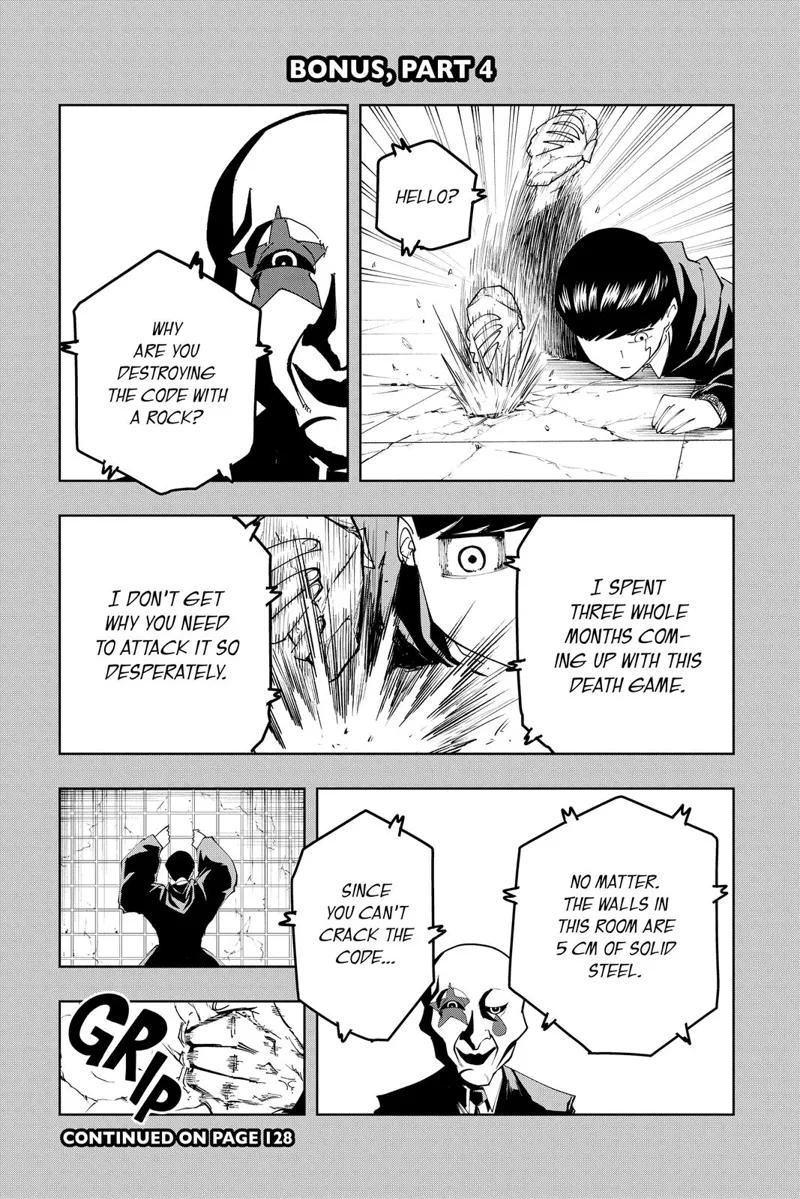 BONUS, PART 4
HELLO?
WHY
ARE YOU
DESTROYING
THE CODE WITH
A ROCK?
I SPENT
THREE WHOLE
MONTHS COM-
ING UP WITH THIS
DEATH GAME.
I DON'T GET
WHY YOU NEED
TO ATTACK IT SO
DESPERATELY.
NO MATTER.
THE WALLS IN
THIS ROOM ARE
5 CM OF SOLID
STEEL.
SINCE
YOU CAN'T
CRACK THE
CODE...
GRIP
CONTINUED ON PAGE 128